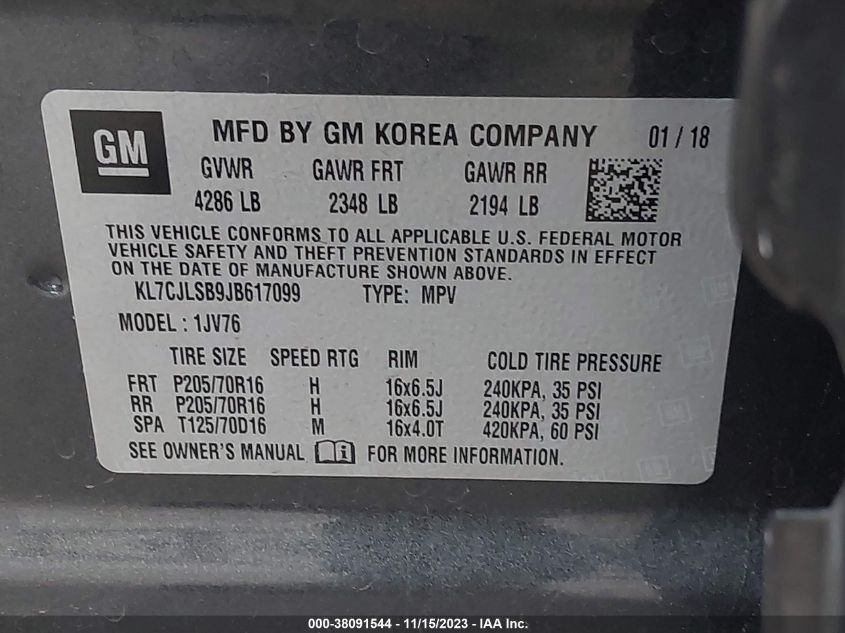 GM MFD BY GM KOREA COMPANY 01 / 18
GVWR GAWR FRT GAWR RR
4286 LB 2348 LB 2194 LB
THIS VEHICLE CONFORMS TO ALL APPLICABLE U.S. FEDERAL MOTOR
VEHICLE SAFETY AND THEFT PREVENTION STANDARDS IN EFFECT
ON THE DATE OF MANUFACTURE SHOWN ABOVE.
KL7CJLSB9JB617099 TYPE: MPV
MODEL : 1JV76
TIRE SIZE SPEED RTG RIM COLD TIRE PRESSURE
FRT P205/70R16 H 16x6.5J 240KPA, 35 PSI
RR P205/70R16 H 16x6.5J 240KPA, 35 PSI
SPA T125/70D16 M 16x4.0T 420KPA, 60 PSI
SEE OWNER'S MANUAL i FOR MORE INFORMATION.
000-38091544 - 11/15/2023 - IAA Inc.